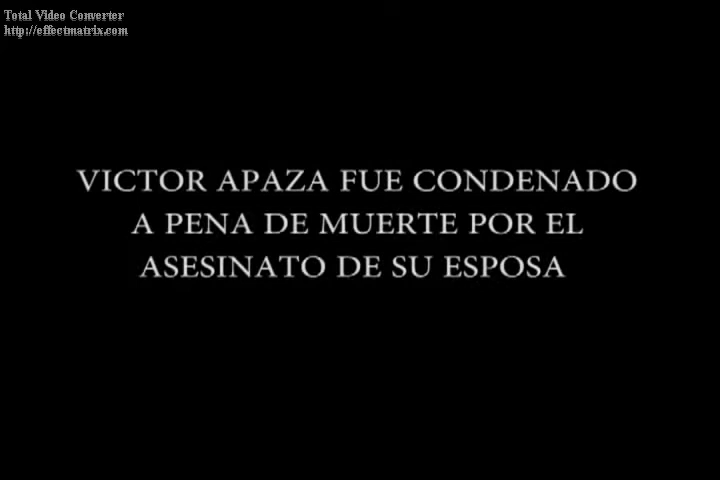 Total Video Converter
http://effectmatrix.com
VICTOR APAZA FUE CONDENADO
A PENA DE MUERTE POR EL
ASESINATO DE SU ESPOSA